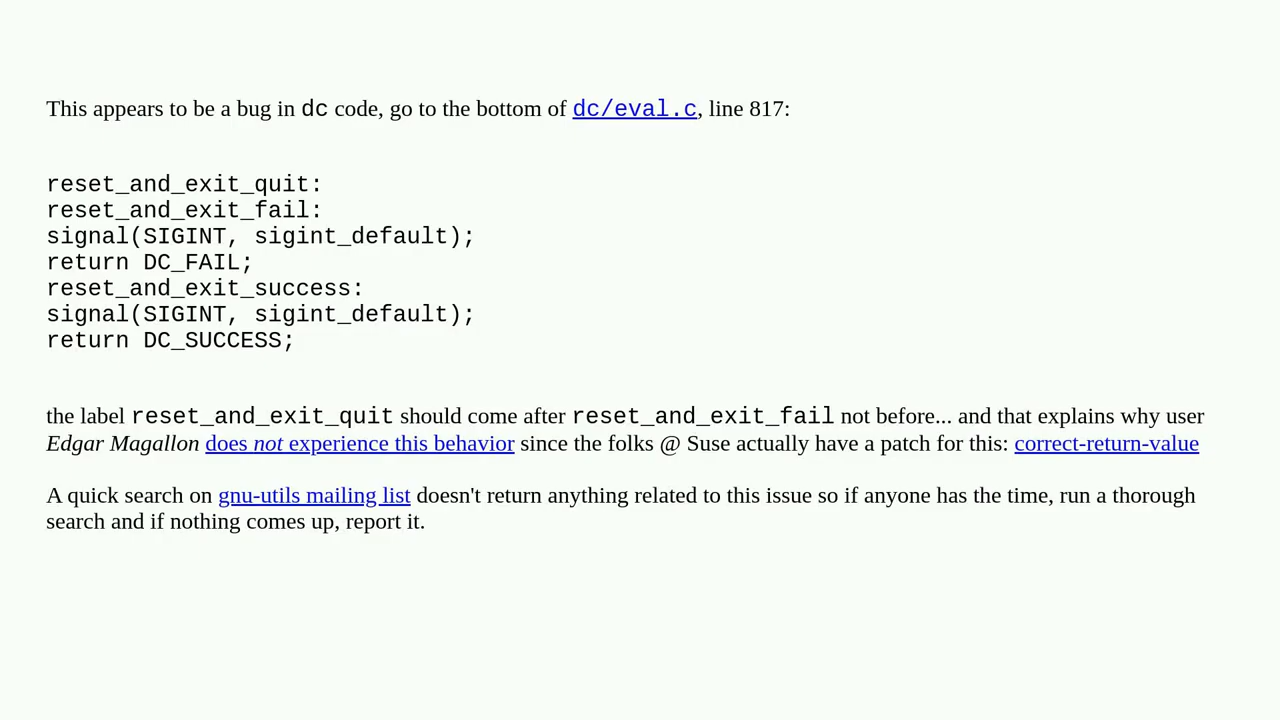 This appears to be a bug in dc code, go to the bottom of dc/eval.c, line 817:
reset_and_exit_quit:
reset_and_exit_fail:
signal(SIGINT, sigint_default);
return DC_FAIL;
reset_and_exit_success:
signal(SIGINT, sigint_default);
return DC_SUCCESS;
the label reset_and_exit_quit should come after reset_and_exit_fail not before... and that explains why user
Edgar Magallon does not experience this behavior since the folks @ Suse actually have a patch for this: correct-return-value
A quick search on gnu-utils mailing list doesn't return anything related to this issue so if anyone has the time, run a thorough
search and if nothing comes up, report it.